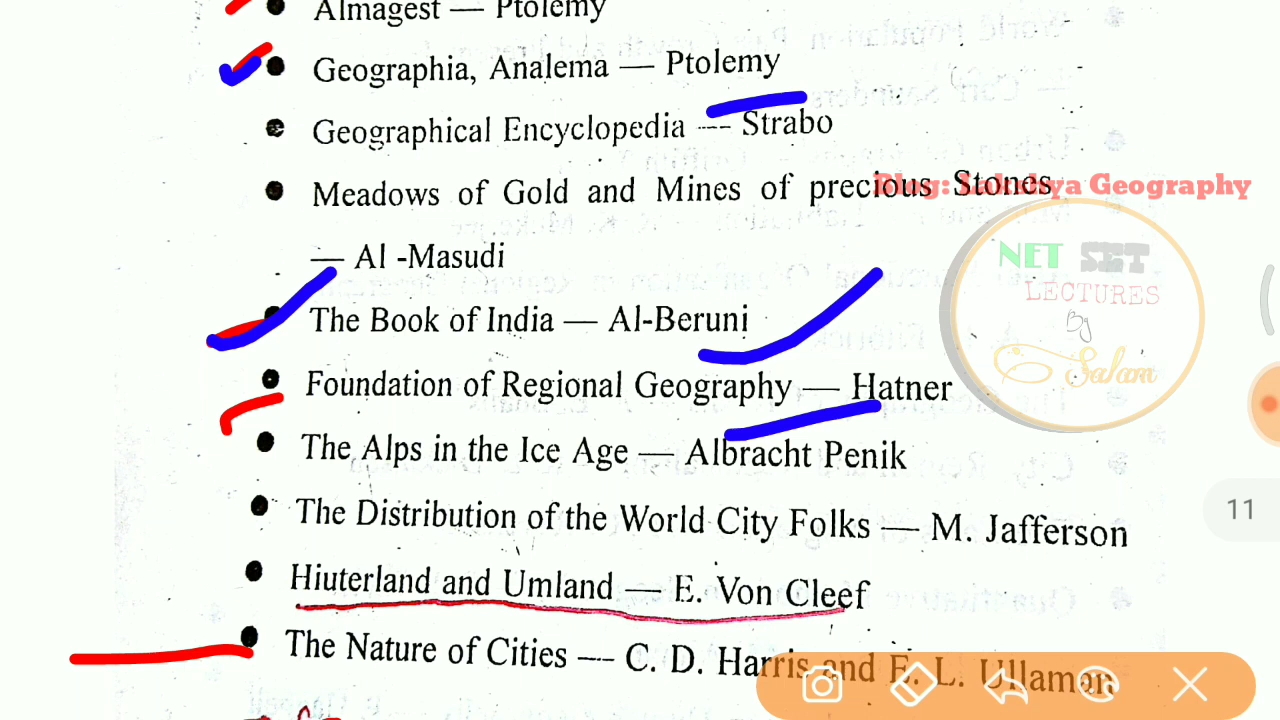 Almagest — Ptolemy
Geographia, Analema — Ptolemy
Geographical Encyclopedia — Strabo
Meadows of Gold and Mines of precious Stones
— Al -Masudi
Blog: Lakshya Geography
NET SET
LECTURES
By
Salam
The Book of India — Al-Beruni
Foundation of Regional Geography — Hatner
The Alps in the Ice Age — Albracht Penik
11
The Distribution of the World City Folks — M. Jafferson
Hiuterland and Umland — E. Von Cleef
The Nature of Cities — C. D. Harris and E. L. Ullaman